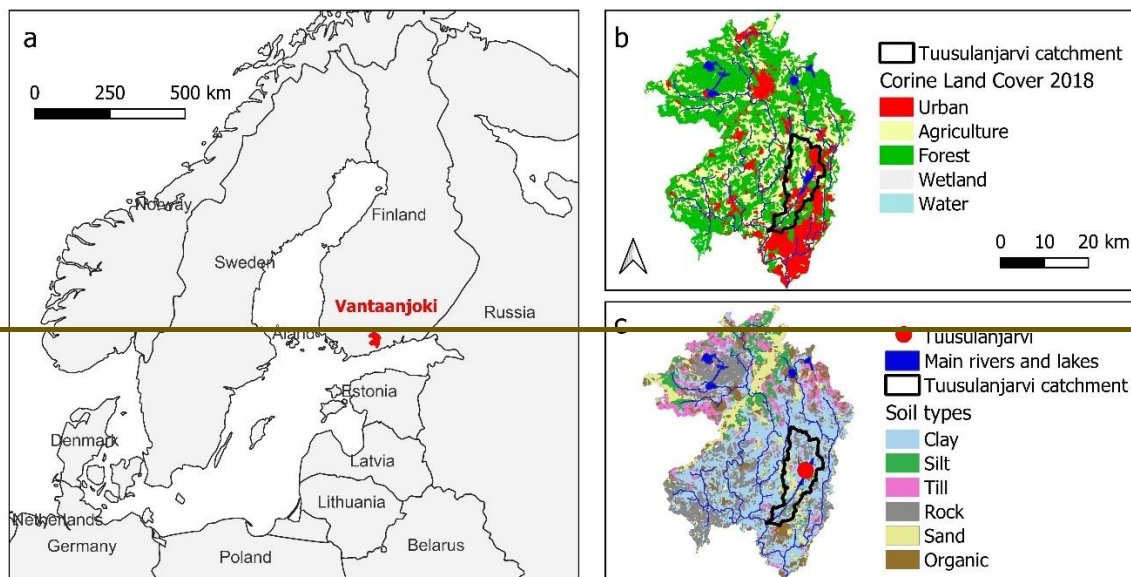 a
0 250 500 km
Norway
Finland
Sweden
Vantaanjoki
Russia
Åland
Estonia
Denmark
Latvia
Lithuania
Netherlands
Germany
Poland
Belarus
b
Tuusulanjarvi catchment
Corine Land Cover 2018
Urban
Agriculture
Forest
Wetland
Water
0 10 20 km
c
Tuusulanjarvi
Main rivers and lakes
Tuusulanjarvi catchment
Soil types
Clay
Silt
Till
Rock
Sand
Organic